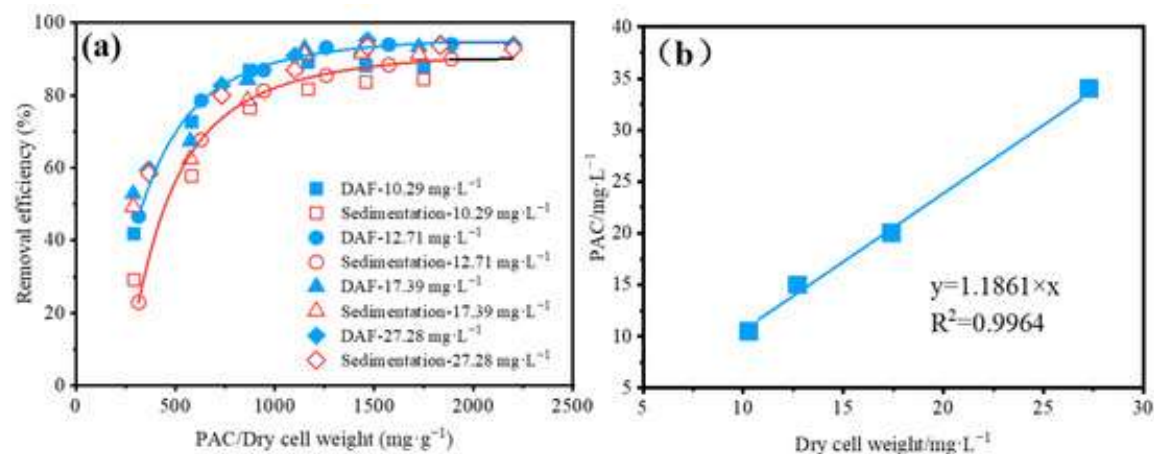 (a)
Removal efficiency (%)
100
80
60
40
20
0
DAF-10.29 mg·L⁻¹
Sedimentation-10.29 mg·L⁻¹
DAF-12.71 mg·L⁻¹
Sedimentation-12.71 mg·L⁻¹
DAF-17.39 mg·L⁻¹
Sedimentation-17.39 mg·L⁻¹
DAF-27.28 mg·L⁻¹
Sedimentation-27.28 mg·L⁻¹
0 500 1000 1500 2000 2500
PAC/Dry cell weight (mg·g⁻¹)
(b)
PAC/mg·L⁻¹
40
35
30
25
20
15
10
5
y=1.1861×x
R²=0.9964
5 10 15 20 25 30
Dry cell weight/mg·L⁻¹